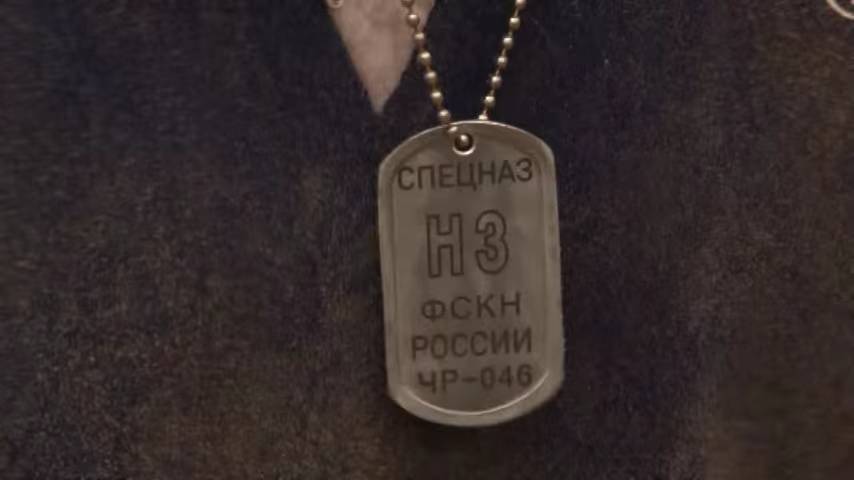 СПЕЦНАЗ
НЗ
ФСКН
РОССИИ
ЧР-046